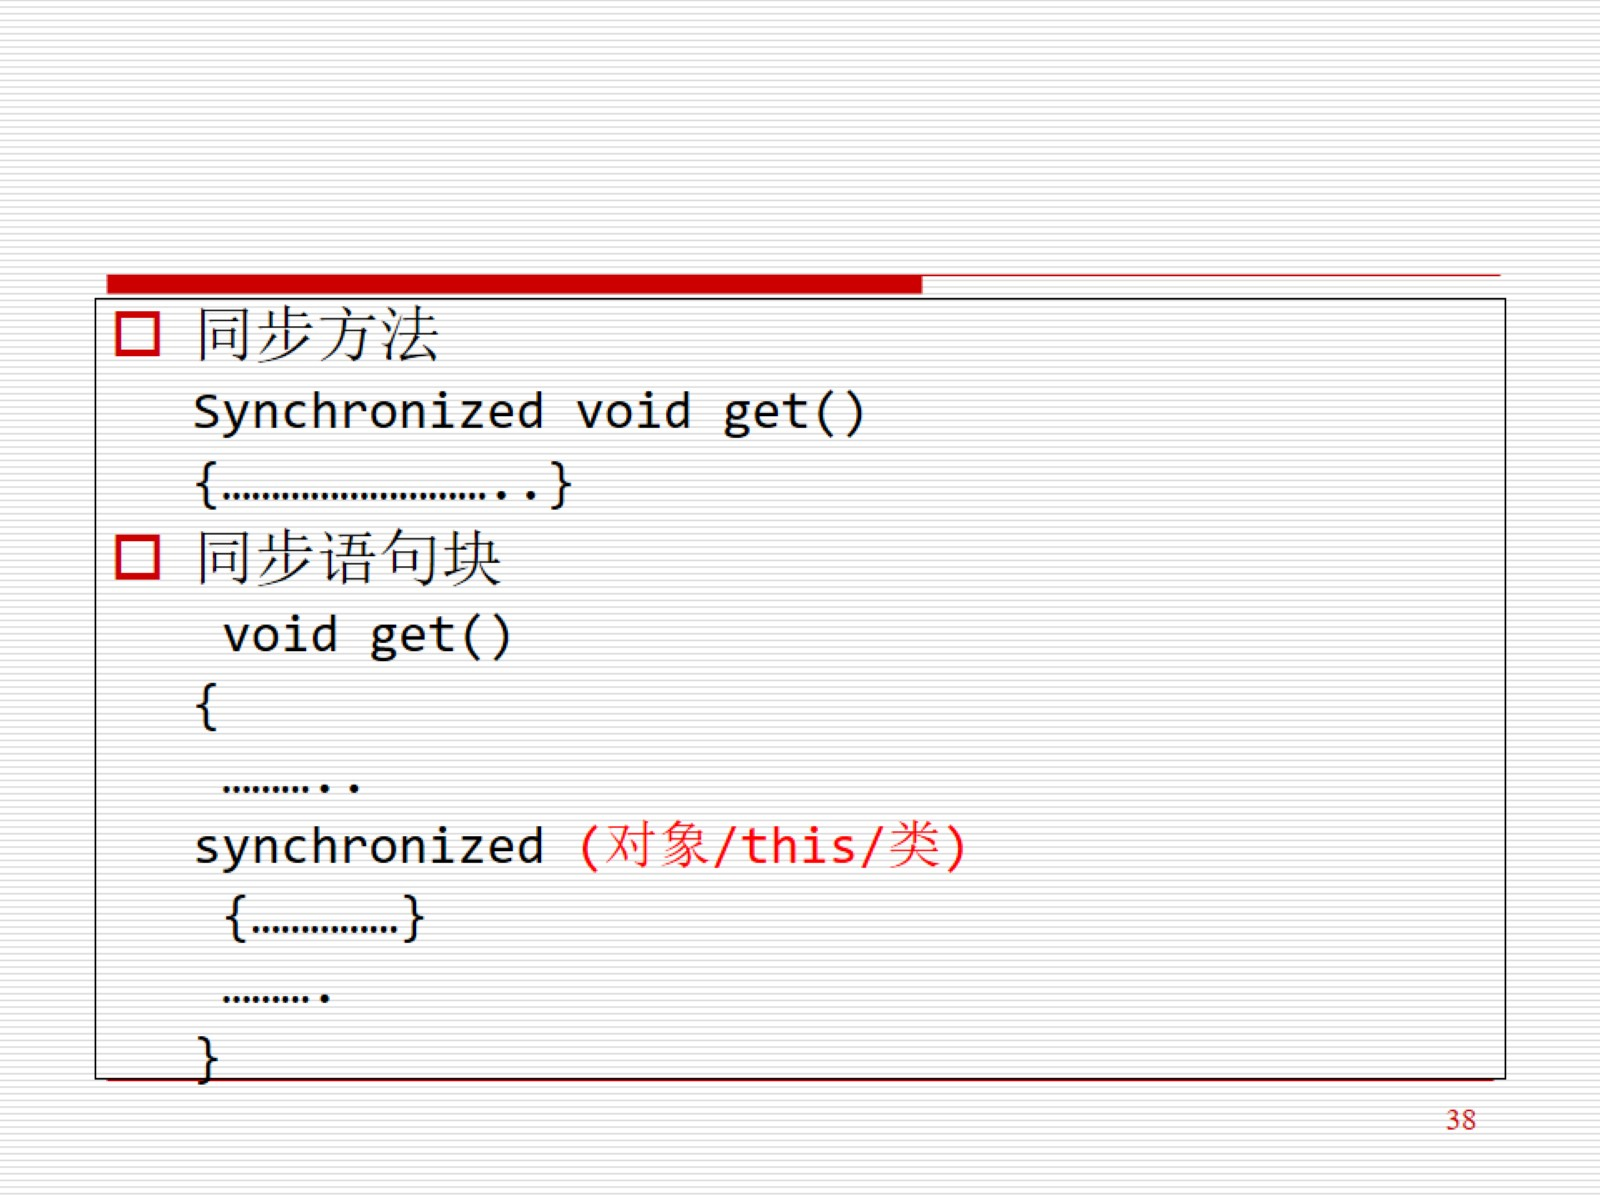 同步方法
Synchronized void get()
{………………………..}
同步语句块
void get()
{
………..
synchronized (对象/this/类)
{……………}
……….
}
38